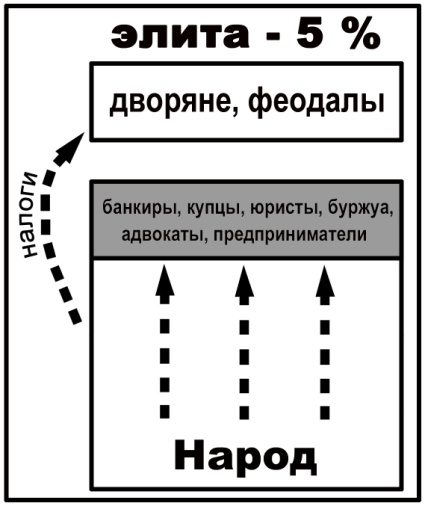 элита - 5 %
дворяне, феодалы
налоги
банкиры, купцы, юристы, буржуа,
адвокаты, предприниматели
Народ